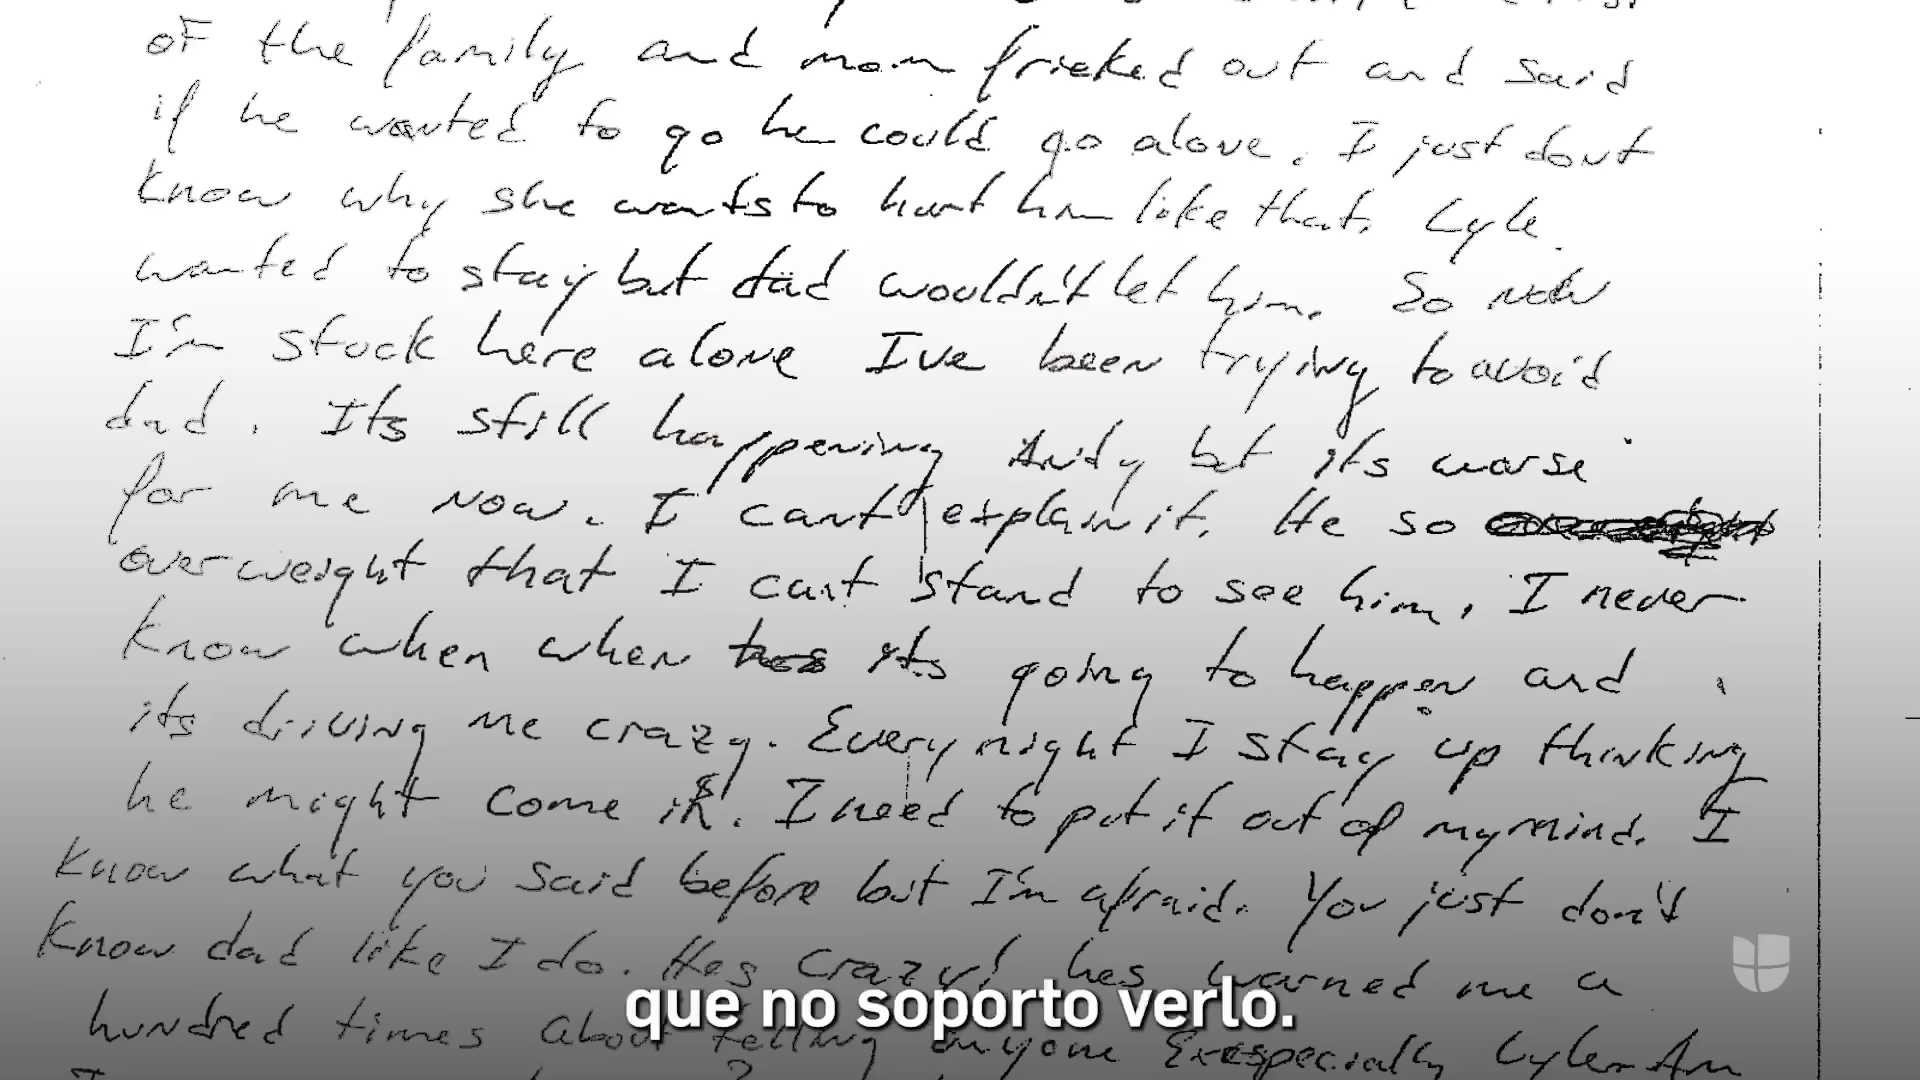 of the family and mom frieked out and said
if he wanted to go he could go alone. I just dont
know why she wants to hurt him like that. Lyle
wanted to stay but dad wouldn't let him. So now
I'm stuck here alone Ive been trying to avoid
dad. Its still happening Andy but its worse
for me now. I cant explain it. He so
overweight that I cant stand to see him. I never
know when when its going to happen and
its driving me crazy. Every night I stay up thinking
he might come in. I need to put it out of my mind. I
know what you said before but I'm afraid. You just don't
know dad like I do. Hes crazy! hes warned me a
hundred times about telling anyone Exespecially Lyle. Am
que no soporto verlo.